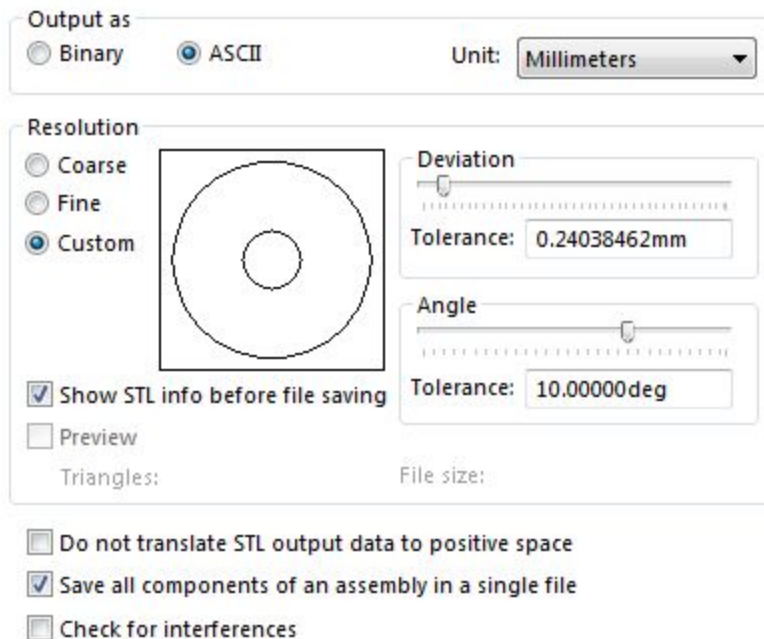 Output as
Binary ASCII Unit: Millimeters
Resolution
Coarse
Fine
Custom
Deviation
Tolerance: 0.24038462mm
Angle
Tolerance: 10.00000deg
Show STL info before file saving
Preview
Triangles: File size:
Do not translate STL output data to positive space
Save all components of an assembly in a single file
Check for interferences